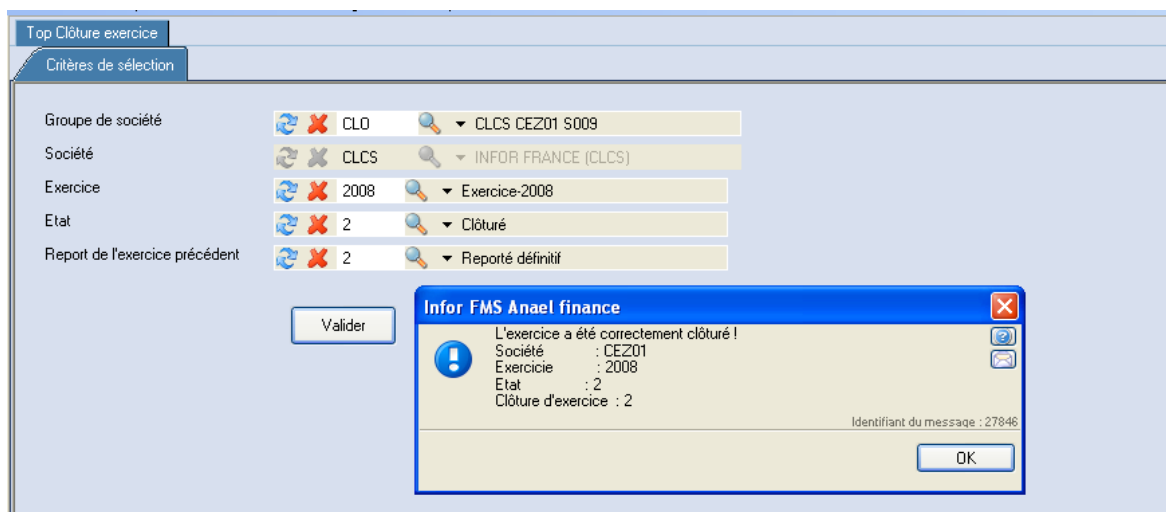 Top Clôture exercice
Critères de sélection
Groupe de société CLO CLCS CEZ01 S009
Société CLCS INFOR FRANCE (CLCS)
Exercice 2008 Exercice-2008
Etat 2 Clôturé
Report de l'exercice précédent 2 Reporté définitif
Valider
Infor FMS Anael finance
L'exercice a été correctement clôturé !
Société : CEZ01
Exercicie : 2008
Etat : 2
Clôture d'exercice : 2
Identifiant du message : 27846
OK